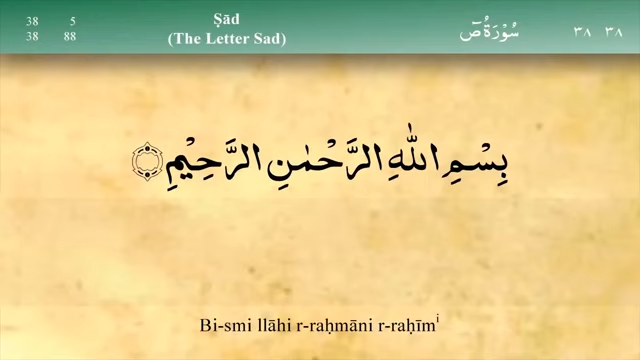 38 5 Ṣād سُورَةُ صٓ ٣٨ ٣٨
38 88 (The Letter Sad)
بِسْمِ اللّٰهِ الرَّحْمٰنِ الرَّحِيْمِ
Bi-smi llāhi r-raḥmāni r-raḥīmⁱ